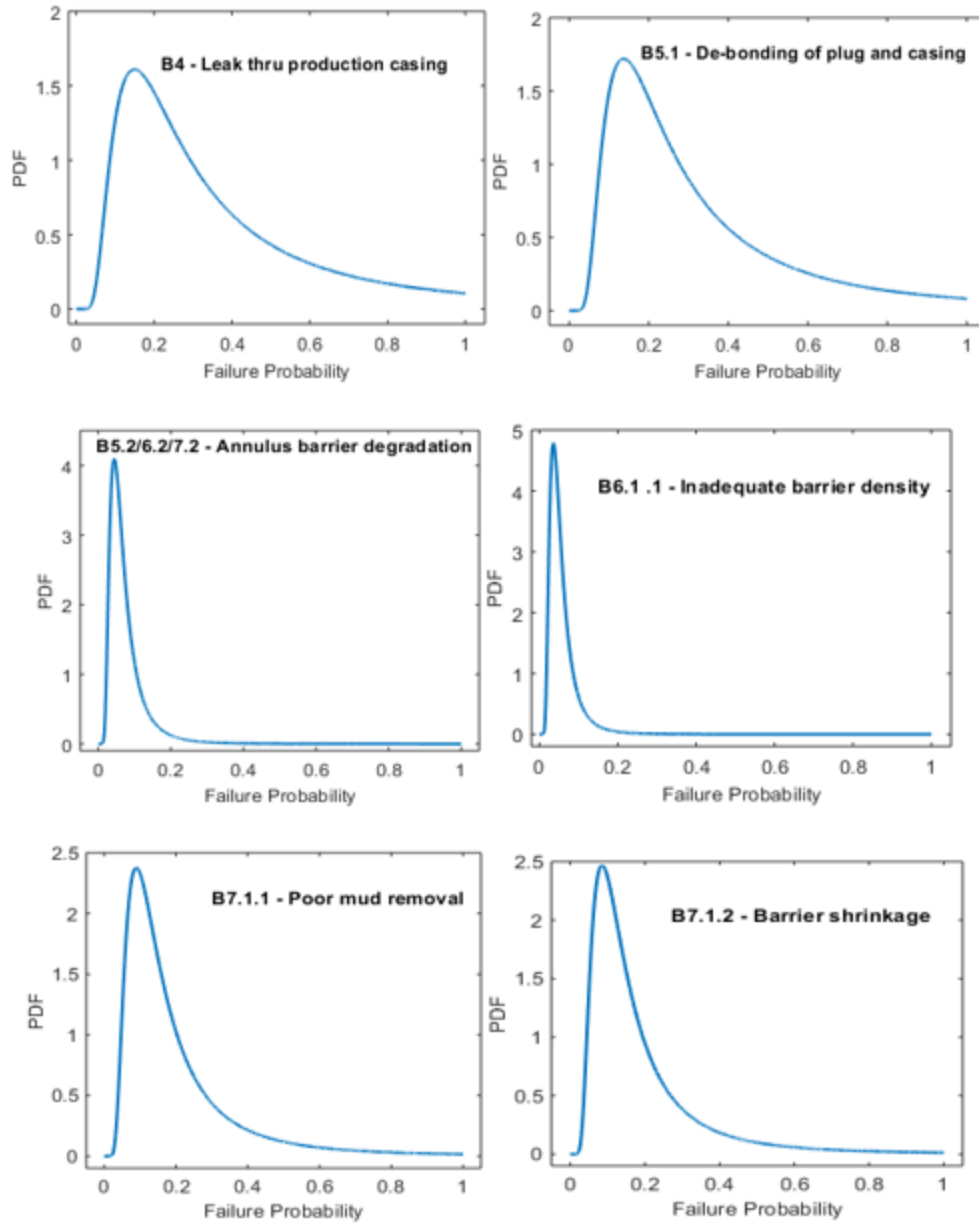 B4 - Leak thru production casing
2
1.5
1
0.5
0
PDF
0 0.2 0.4 0.6 0.8 1
Failure Probability
B5.1 - De-bonding of plug and casing
2
1.5
1
0.5
0
PDF
0 0.2 0.4 0.6 0.8 1
Failure Probability
B5.2/6.2/7.2 - Annulus barrier degradation
4
3
2
1
0
PDF
0 0.2 0.4 0.6 0.8 1
Failure Probability
B6.1 .1 - Inadequate barrier density
5
4
3
2
1
0
PDF
0 0.2 0.4 0.6 0.8 1
Failure Probability
B7.1.1 - Poor mud removal
2.5
2
1.5
1
0.5
0
PDF
0 0.2 0.4 0.6 0.8 1
Failure Probability
B7.1.2 - Barrier shrinkage
2.5
2
1.5
1
0.5
0
PDF
0 0.2 0.4 0.6 0.8 1
Failure Probability